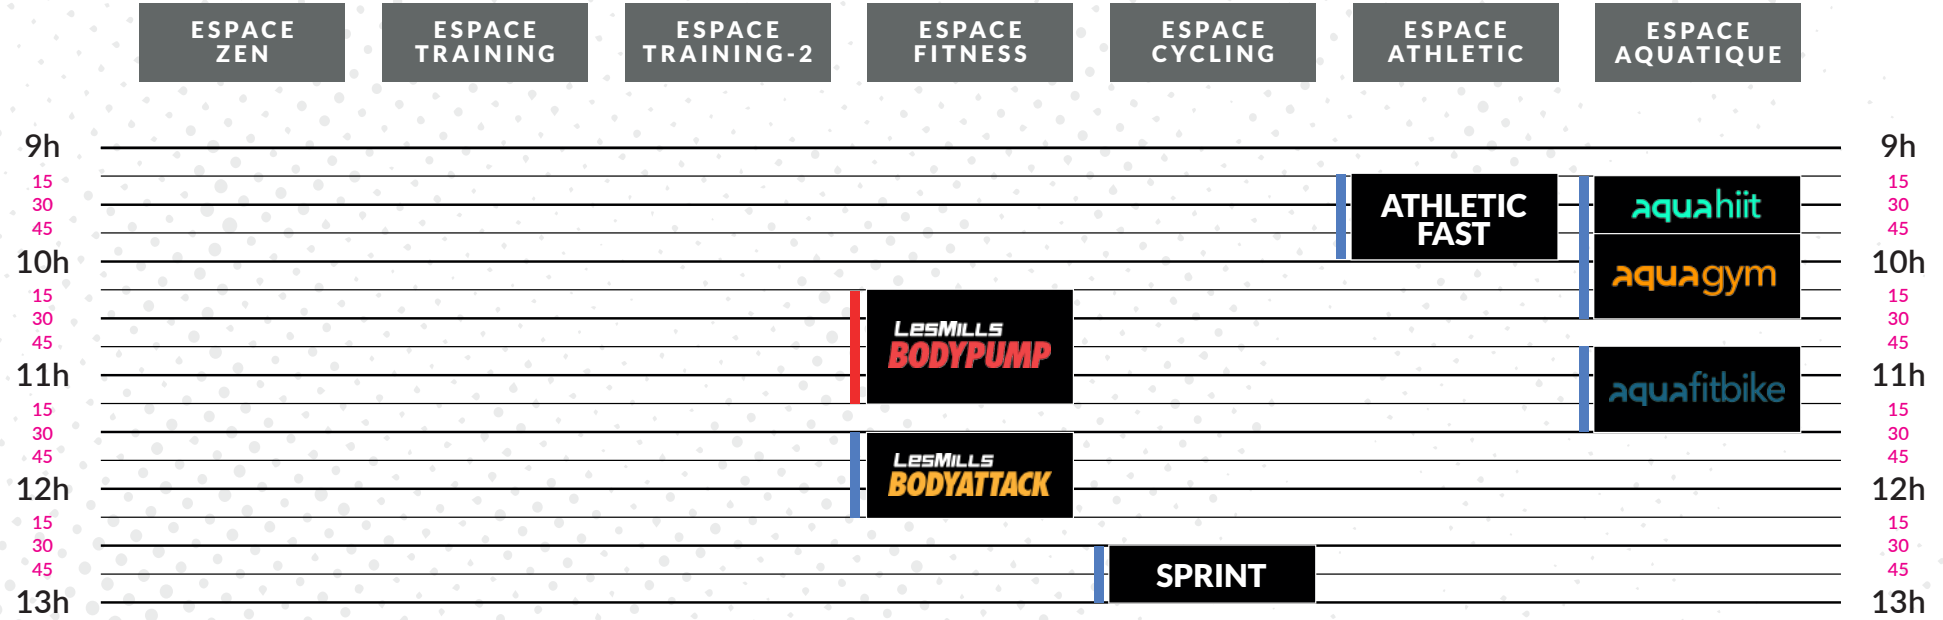 ESPACE
ZEN
ESPACE
TRAINING
ESPACE
TRAINING-2
ESPACE
FITNESS
ESPACE
CYCLING
ESPACE
ATHLETIC
ESPACE
AQUATIQUE
9h 9h
15 15
30 30
45 45
ATHLETIC
FAST
aquahiit
10h 10h
aquagym
15 15
30 30
45 45
LESMILLS
BODYPUMP
11h 11h
aquafitbike
15 15
30 30
45 45
LESMILLS
BODYATTACK
12h 12h
15 15
30 30
45 45
SPRINT
13h 13h